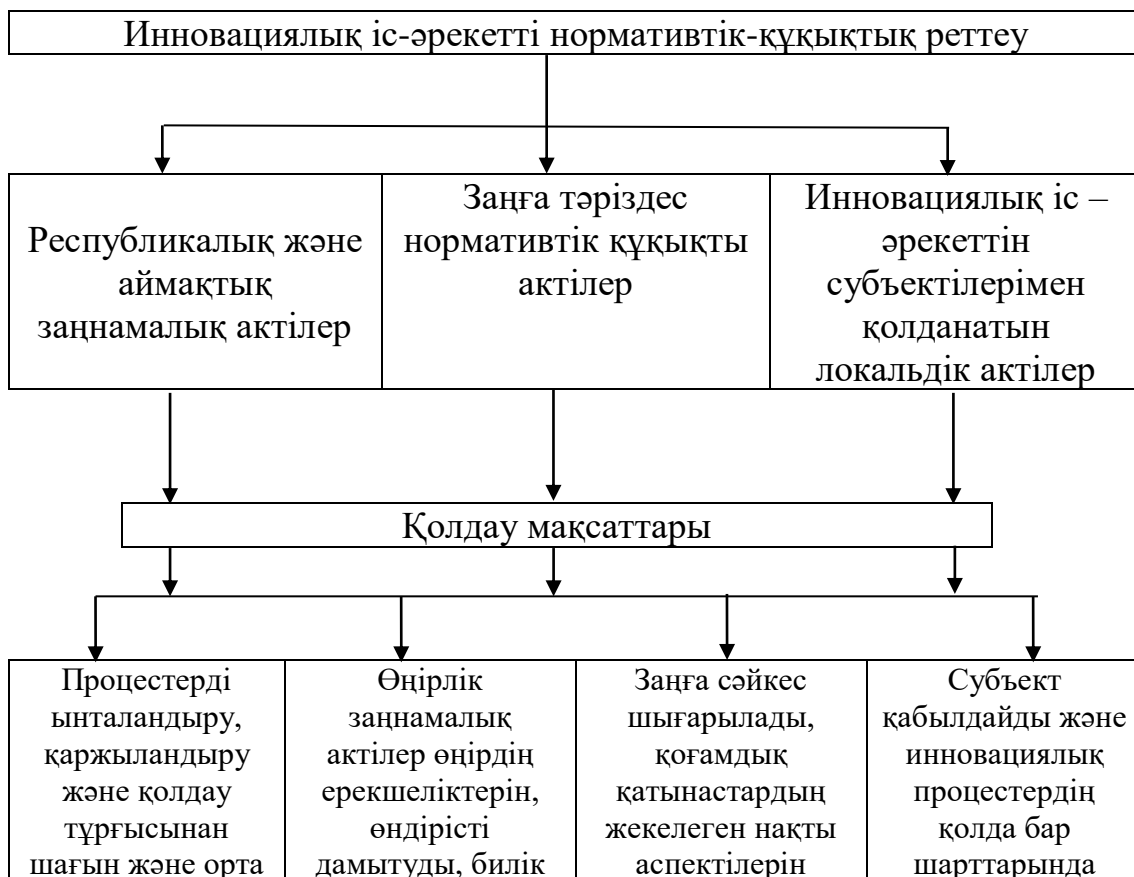 Инновациялық іс-әрекетті нормативтік-құқықтық реттеу
Республикалық және
аймақтық
заңнамалық актілер
Заңға тәріздес
нормативтік құқықты
актілер
Инновациялық іс –
әрекеттін
субъектілерімен
қолданатын
локальдік актілер
Қолдау мақсаттары
Процестерді
ынталандыру,
қаржыландыру
және қолдау
тұрғысынан
шағын және орта
Өңірлік
заңнамалық
актілер өңірдің
ерекшеліктерін,
өндірісті
дамытуды, билік
Заңға сәйкес
шығарылады,
қоғамдық
қатынастардың
жекелеген нақты
аспектілерін
Субъект
қабылдайды және
инновациялық
процестердің
қолда бар
шарттарында